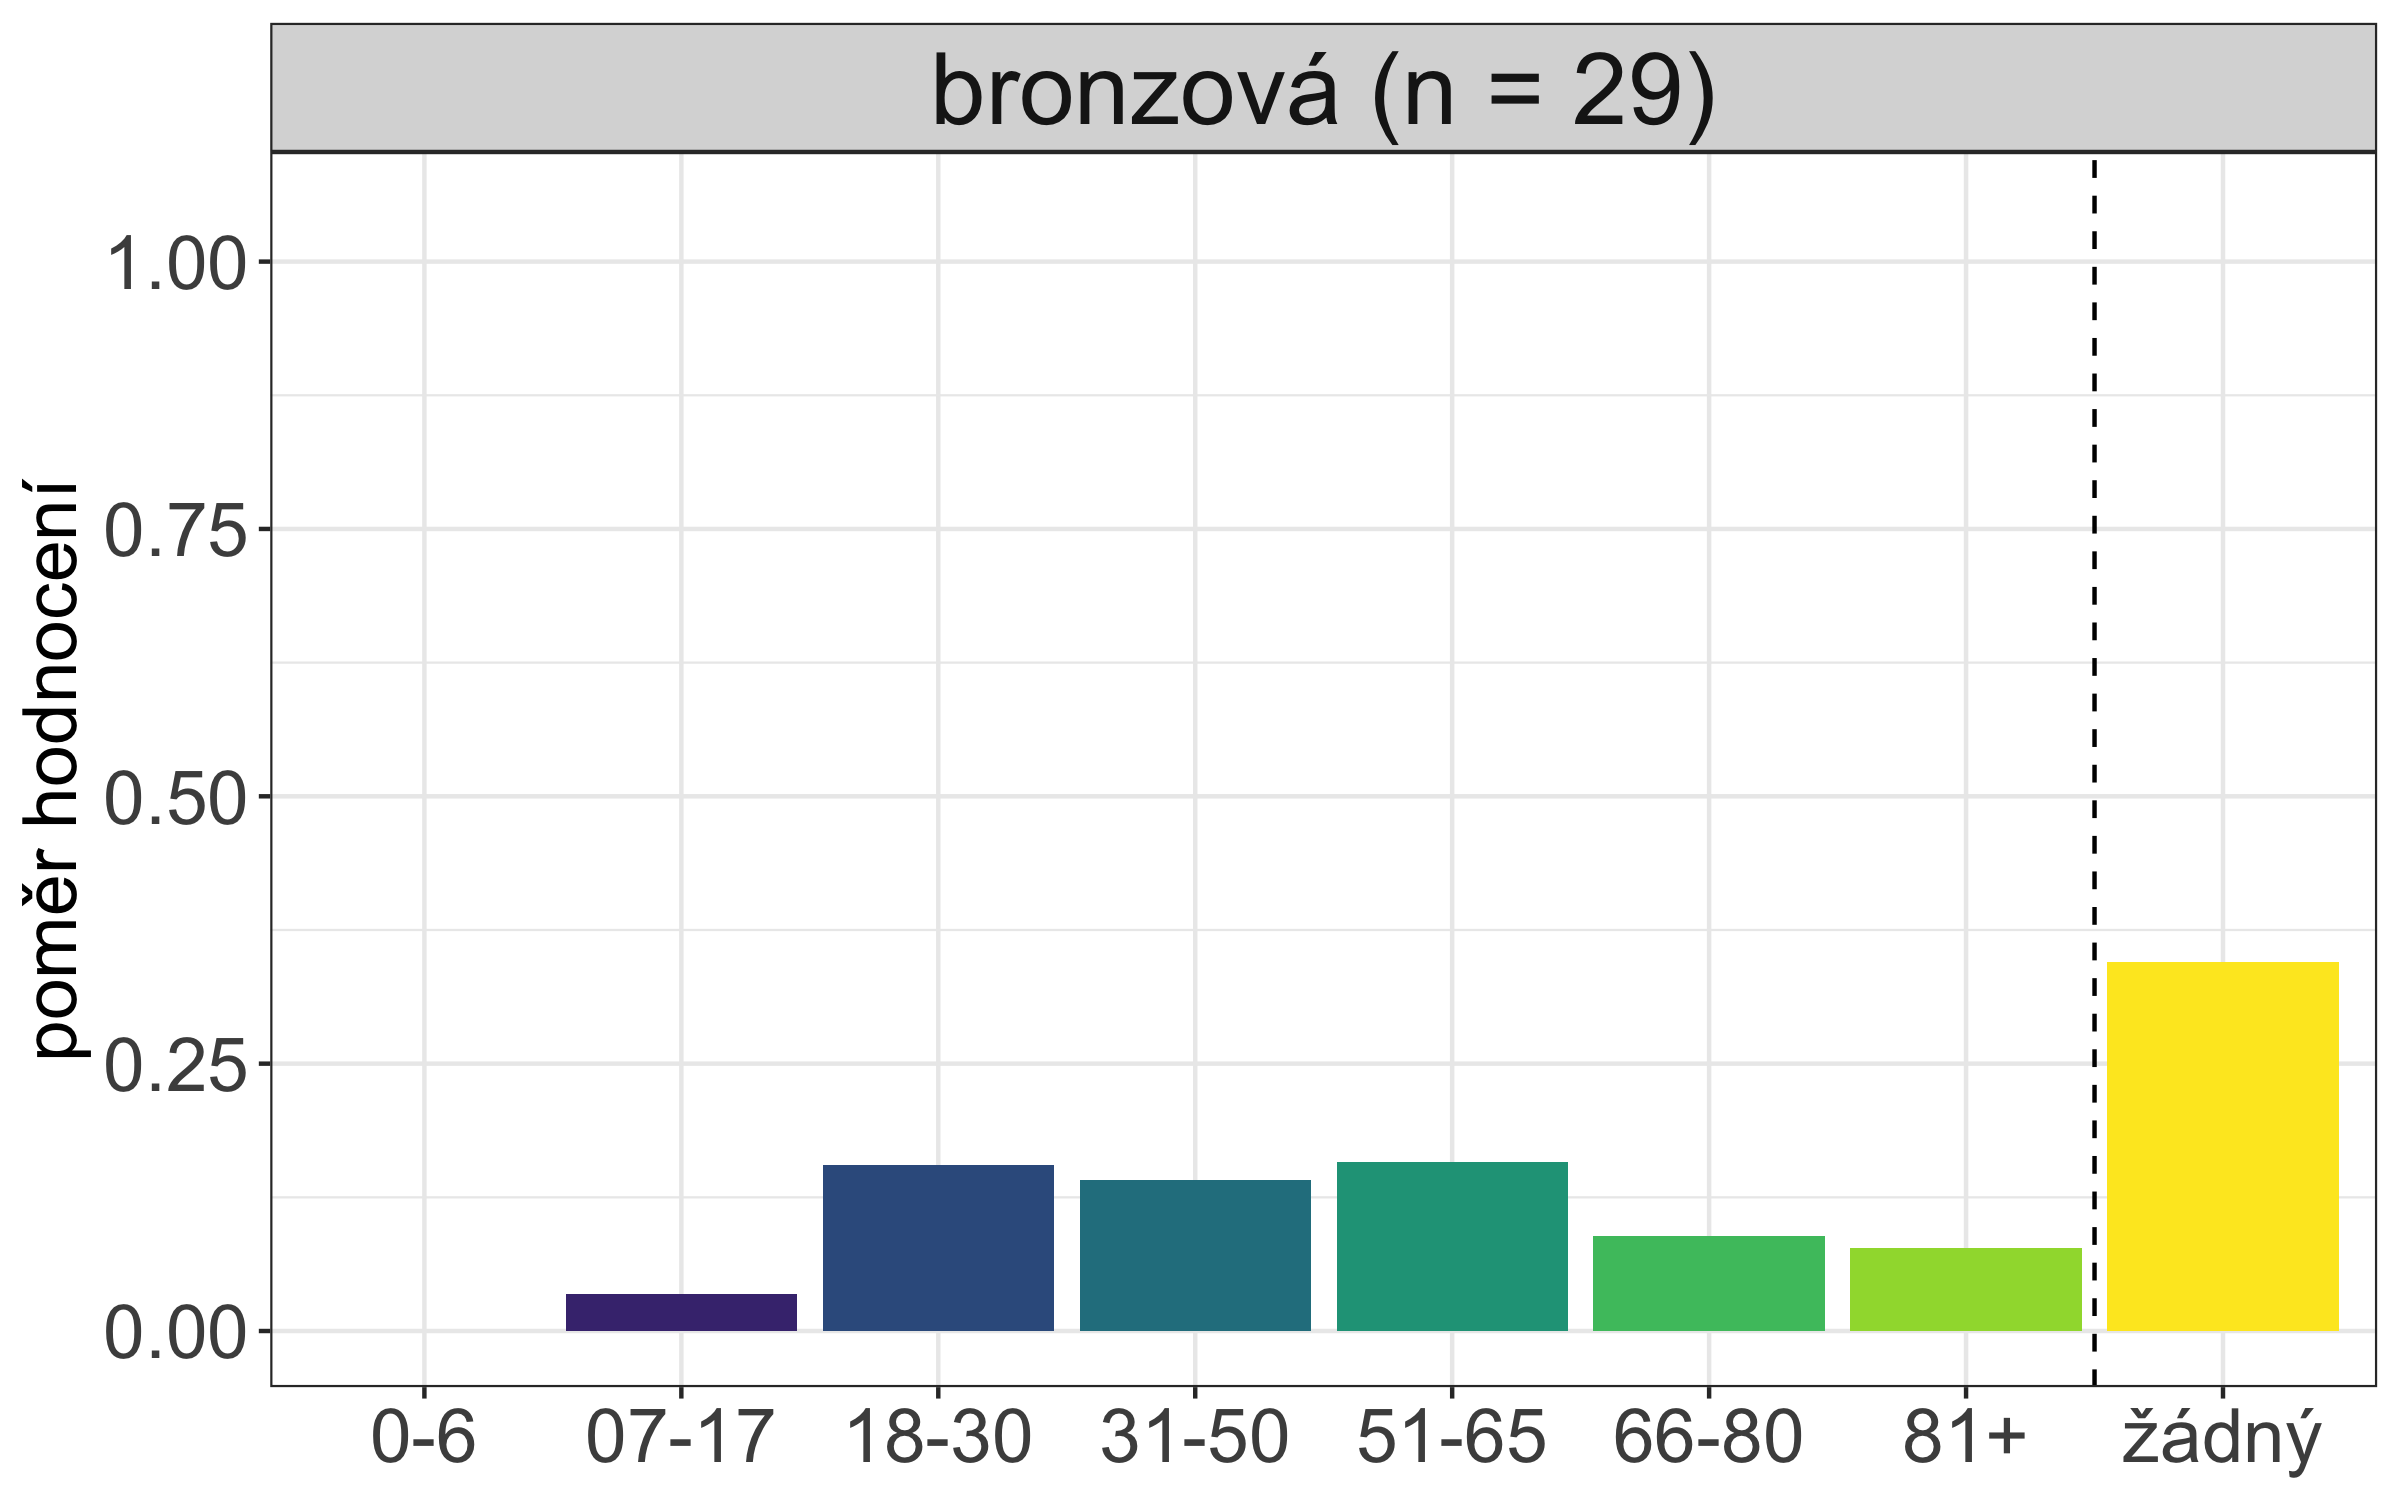 bronzová (n = 29)
poměr hodnocení
1.00
0.75
0.50
0.25
0.00
0-6 07-17 18-30 31-50 51-65 66-80 81+ žádný